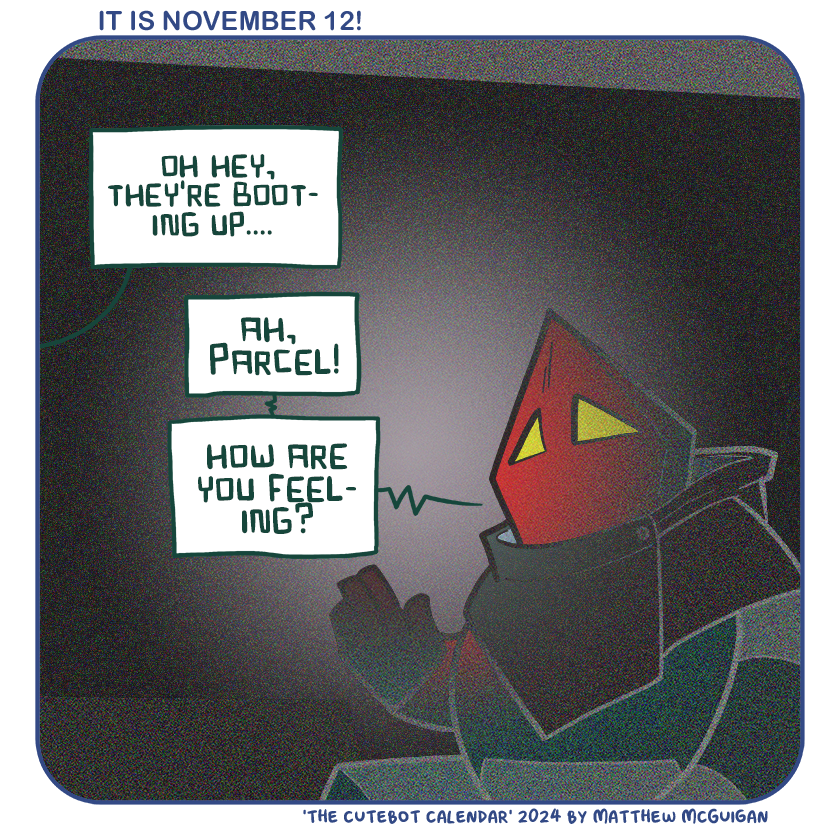 IT IS NOVEMBER 12!
OH HEY,
THEY'RE BOOT-
ING UP....
AH,
PARCEL!
HOW ARE
YOU FEEL-
ING?
'THE CUTEBOT CALENDAR' 2024 BY MATTHEW MCGUIGAN